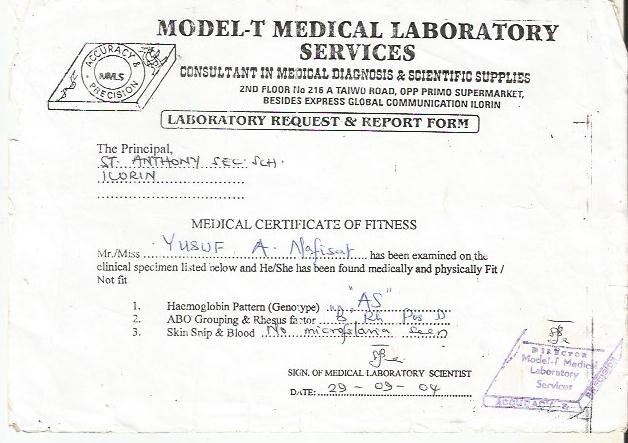 MODEL-T MEDICAL LABORATORY
SERVICES
ACCURACY &
MMLS
PRECISION
CONSULTANT IN MEDICAL DIAGNOSIS & SCIENTIFIC SUPPLIES
2ND FLOOR No 216 A TAIWO ROAD, OPP PRIMO SUPERMARKET,
BESIDES EXPRESS GLOBAL COMMUNICATION ILORIN
LABORATORY REQUEST & REPORT FORM
The Principal,
ST. ANTHONY SEC. SCH.
ILORIN
MEDICAL CERTIFICATE OF FITNESS
Mr./Miss YUSUF A. Nafisat has been examined on the
clinical specimen listed below and He/She has been found medically and physically Fit /
Not fit
1. Haemoglobin Pattern (Genotype) "AS"
2. ABO Grouping & Rhesus factor B Rh Pos D
3. Skin Snip & Blood No microfilaria seen
SIGN. OF MEDICAL LABORATORY SCIENTIST
DATE: 29 - 09 - 04
DIRECTOR
Model-T Medical
Laboratory
Services
ACCURACY &
PRECISION